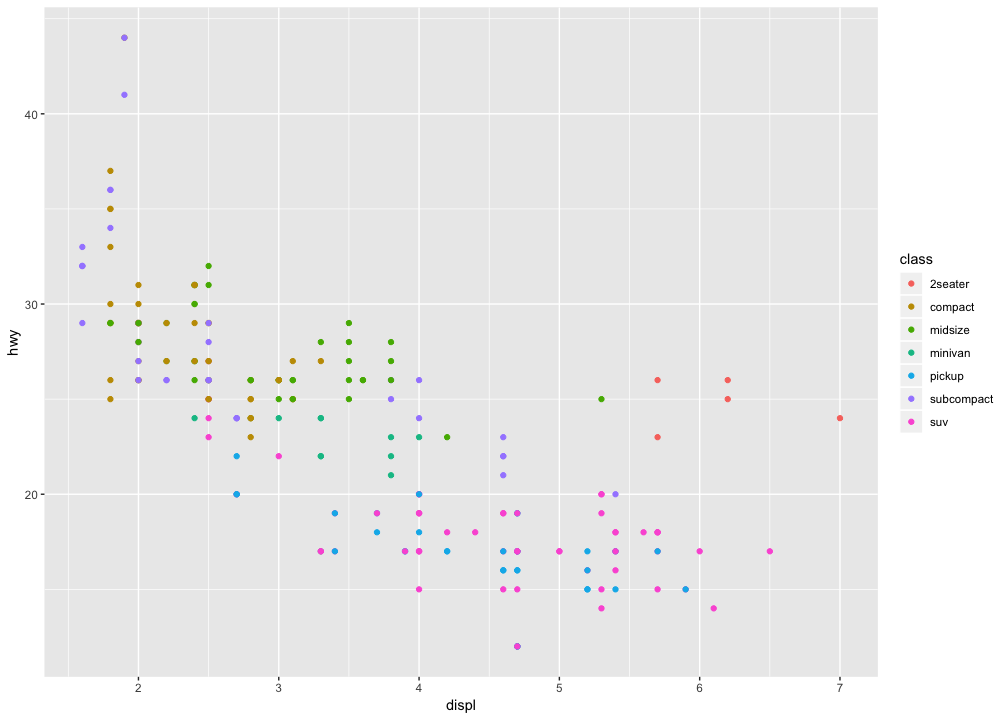 40
30
20
hwy
2 3 4 5 6 7
displ
class
2seater
compact
midsize
minivan
pickup
subcompact
suv